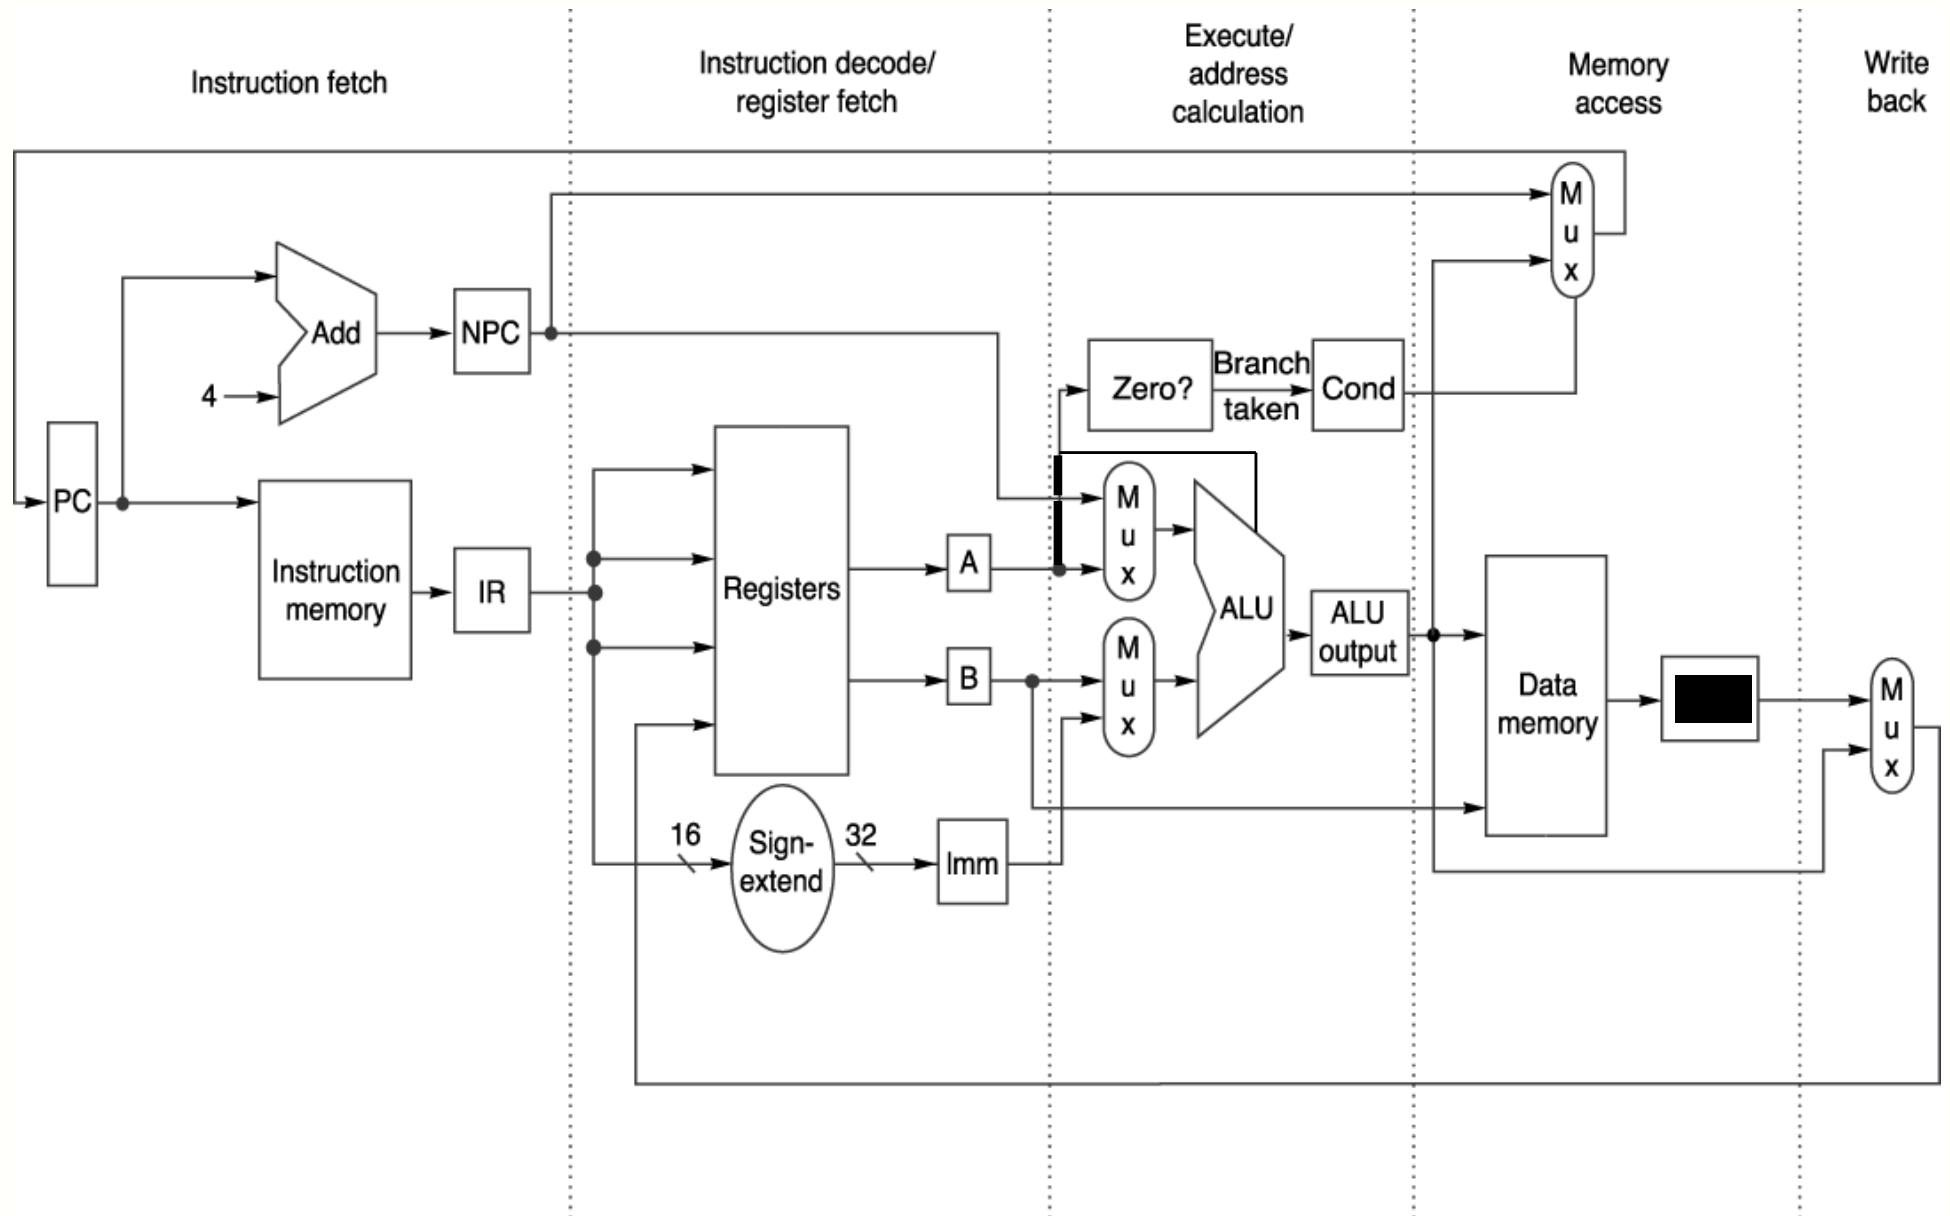 Instruction fetch
Instruction decode/
register fetch
Execute/
address
calculation
Memory
access
Write
back
M
u
x
Add
NPC
4
Zero?
Branch
taken
Cond
PC
Instruction
memory
IR
Registers
A
B
M
u
x
M
u
x
ALU
ALU
output
Data
memory
M
u
x
16
Sign-
extend
32
Imm